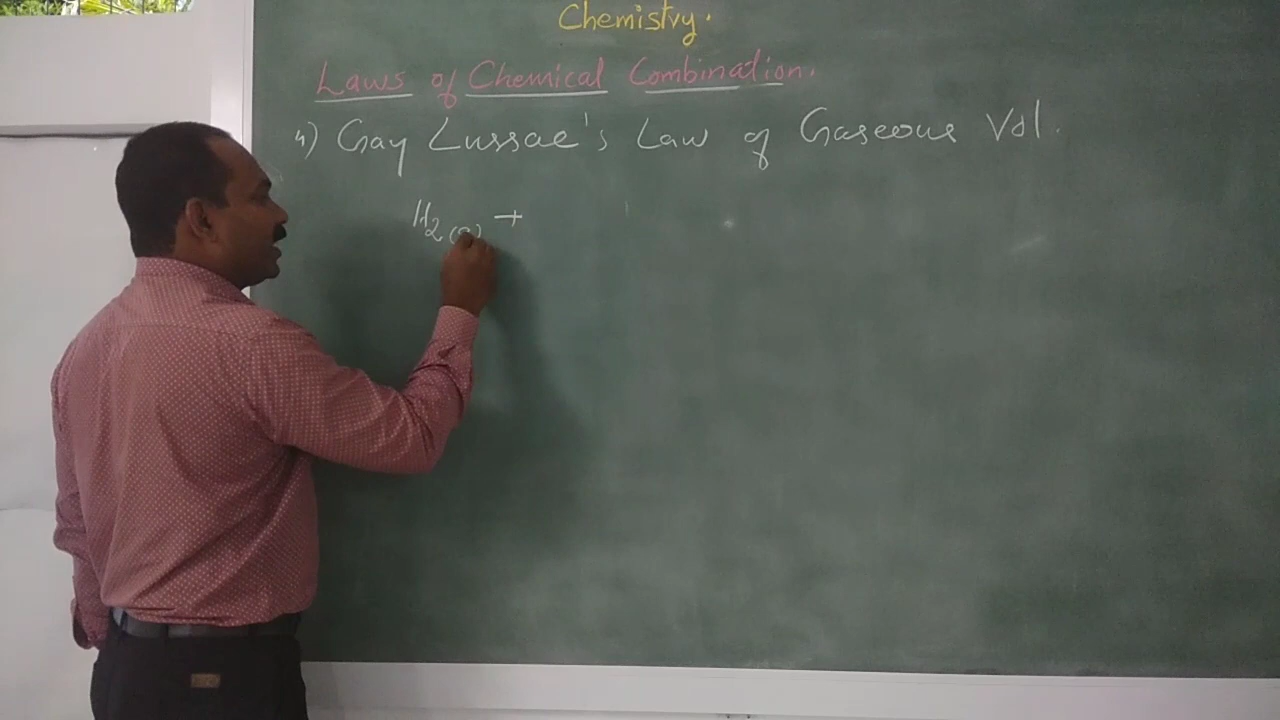 Chemistry.
Laws of Chemical Combination.
4) Gay Lussac's Law of Gaseous Vol.
H2(g) +